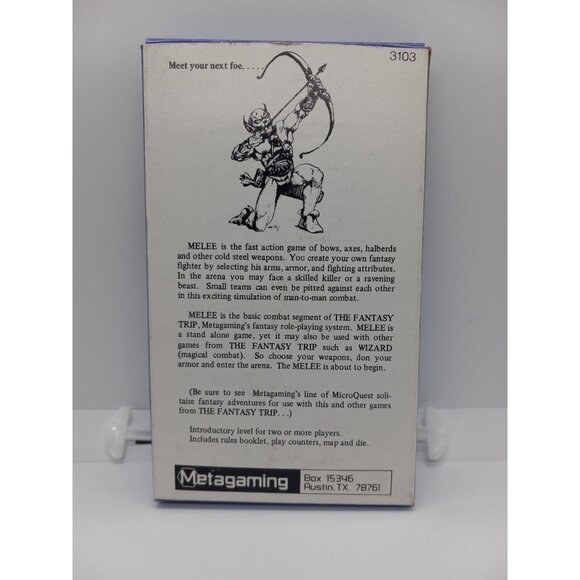 3103
Meet your next foe. . . . .
MELEE is the fast action game of bows, axes, halberds
and other cold steel weapons. You create your own fantasy
fighter by selecting his arms, armor, and fighting attributes.
In the arena you may face a skilled killer or a ravening
beast. Small teams can even be pitted against each other
in this exciting simulation of man-to-man combat.
MELEE is the basic combat segment of THE FANTASY
TRIP, Metagaming's fantasy role-playing system. MELEE is
a stand alone game, yet it may also be used with other
games from THE FANTASY TRIP such as WIZARD
(magical combat). So choose your weapons, don your
armor and enter the arena. The MELEE is about to begin.
(Be sure to see Metagaming's line of MicroQuest soli-
taire fantasy adventures for use with this and other games
from THE FANTASY TRIP. . .)
Introductory level for two or more players.
Includes rules booklet, play counters, map and die.
Metagaming
Box 15346
Austin, TX 78761